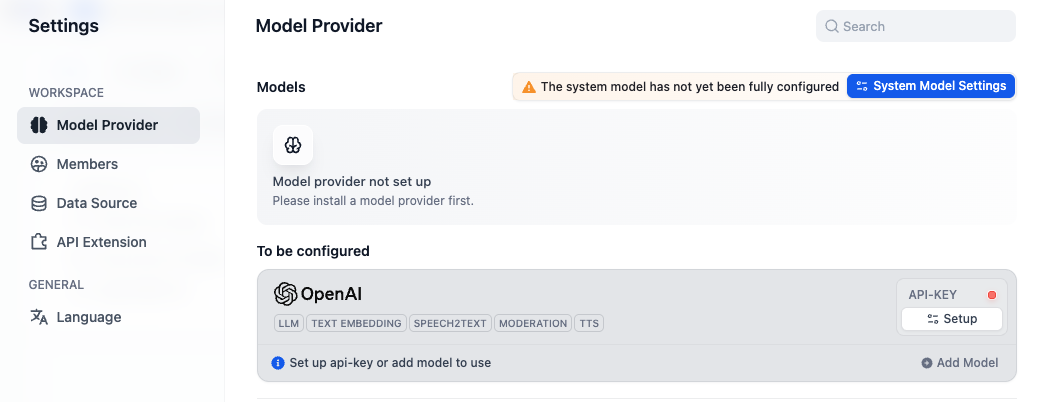 Settings
WORKSPACE
Model Provider
Members
Data Source
API Extension
GENERAL
Language
Model Provider
Search
Models
The system model has not yet been fully configured
System Model Settings
Model provider not set up
Please install a model provider first.
To be configured
OpenAI
LLM TEXT EMBEDDING SPEECH2TEXT MODERATION TTS
API-KEY
Setup
Set up api-key or add model to use
Add Model